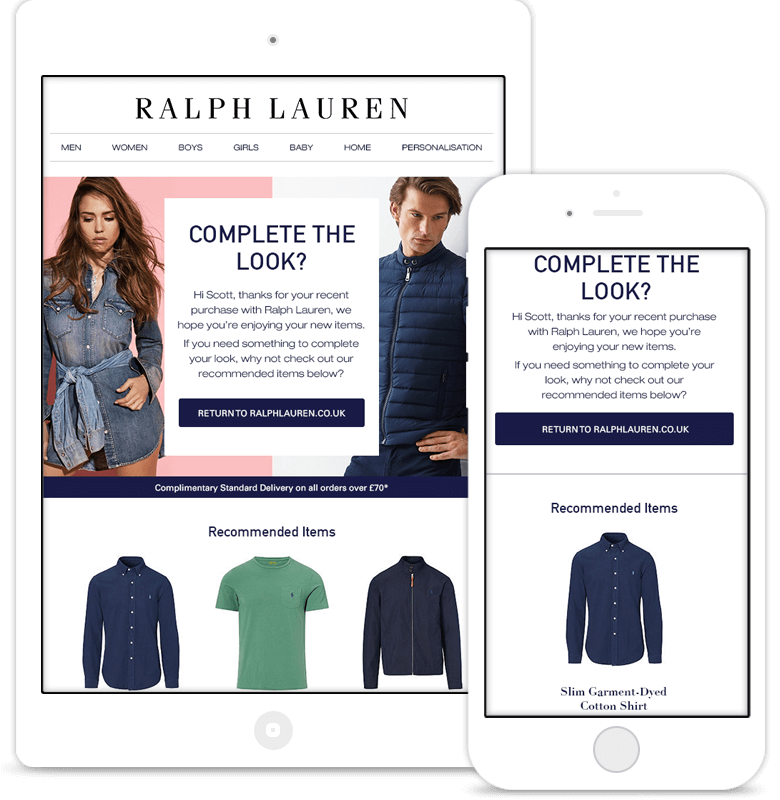 RALPH LAUREN
MEN WOMEN BOYS GIRLS BABY HOME PERSONALISATION
COMPLETE THE
LOOK?
Hi Scott, thanks for your recent
purchase with Ralph Lauren, we
hope you're enjoying your new items.
If you need something to complete
your look, why not check out our
recommended items below?
RETURN TO RALPHLAUREN.CO.UK
Complimentary Standard Delivery on all orders over £70*
Recommended Items
COMPLETE THE
LOOK?
Hi Scott, thanks for your recent purchase
with Ralph Lauren, we hope you're
enjoying your new items.
If you need something to complete your
look, why not check out our
recommended items below?
RETURN TO RALPHLAUREN.CO.UK
Recommended Items
Slim Garment-Dyed
Cotton Shirt